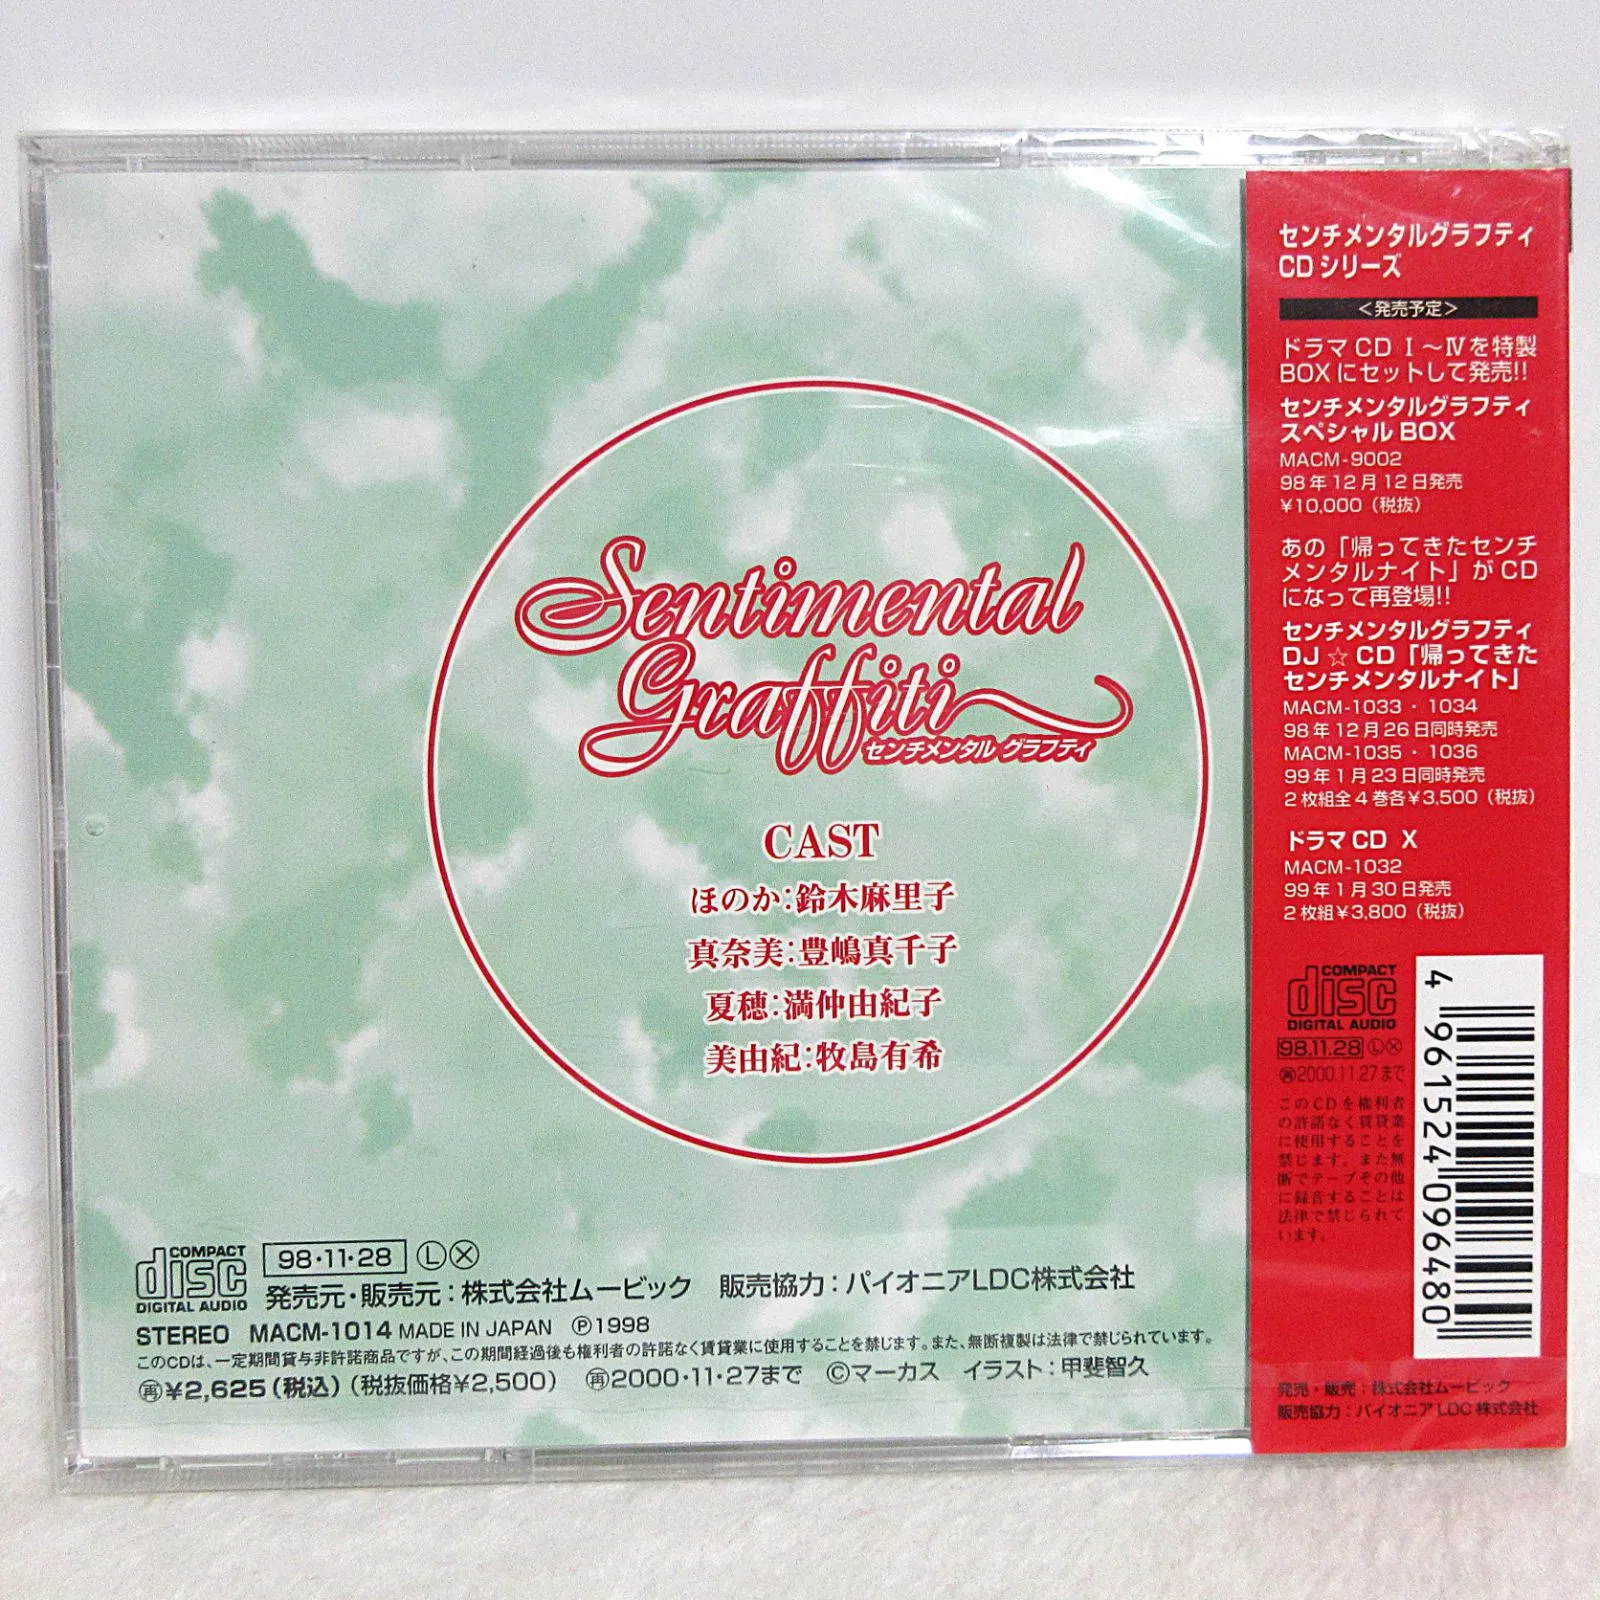 Sentimental
Graffiti
センチメンタル グラフティ
CAST
ほのか:鈴木麻里子
真奈美:豊嶋真千子
夏穂:満仲由紀子
美由紀:牧島有希
COMPACT
disc
DIGITAL AUDIO
98・11・28 Ⓛ Ⓧ
発売元・販売元：株式会社ムービック 販売協力：パイオニアLDC株式会社
STEREO MACM-1014 MADE IN JAPAN Ⓟ1998
このCDは、一定期間貸与非許諾商品ですが、この期間経過後も権利者の許諾なく賃貸業に使用することを禁じます。また、無断複製は法律で禁じられています。
㊢¥2,625(税込)(税抜価格¥2,500) 2000・11・27まで Ⓒマーカス イラスト：甲斐智久
センチメンタルグラフティ
CDシリーズ
＜発売予定＞
ドラマCD Ⅰ～Ⅳを特製
BOXにセットして発売!!
センチメンタルグラフティ
スペシャルBOX
MACM-9002
98年12月12日発売
¥10,000（税抜）
あの「帰ってきたセンチ
メンタルナイト」がCD
になって再登場!!
センチメンタルグラフティ
DJ☆CD「帰ってきた
センチメンタルナイト」
MACM-1033・1034
98年12月26日同時発売
MACM-1035・1036
99年1月23日同時発売
2枚組全4巻各¥3,500（税抜）
ドラマCD X
MACM-1032
99年1月30日発売
2枚組¥3,800（税抜）
COMPACT
disc
DIGITAL AUDIO
98.11.28 Ⓛ Ⓧ
2000.11.27まで
このCDを権利者
の許諾なく賃貸業
に使用することを
禁じます。また無
断でテープその他
に録音することは
法律で禁じられて
います。
4 961524 096480
発売・販売：株式会社ムービック
販売協力：パイオニアLDC株式会社